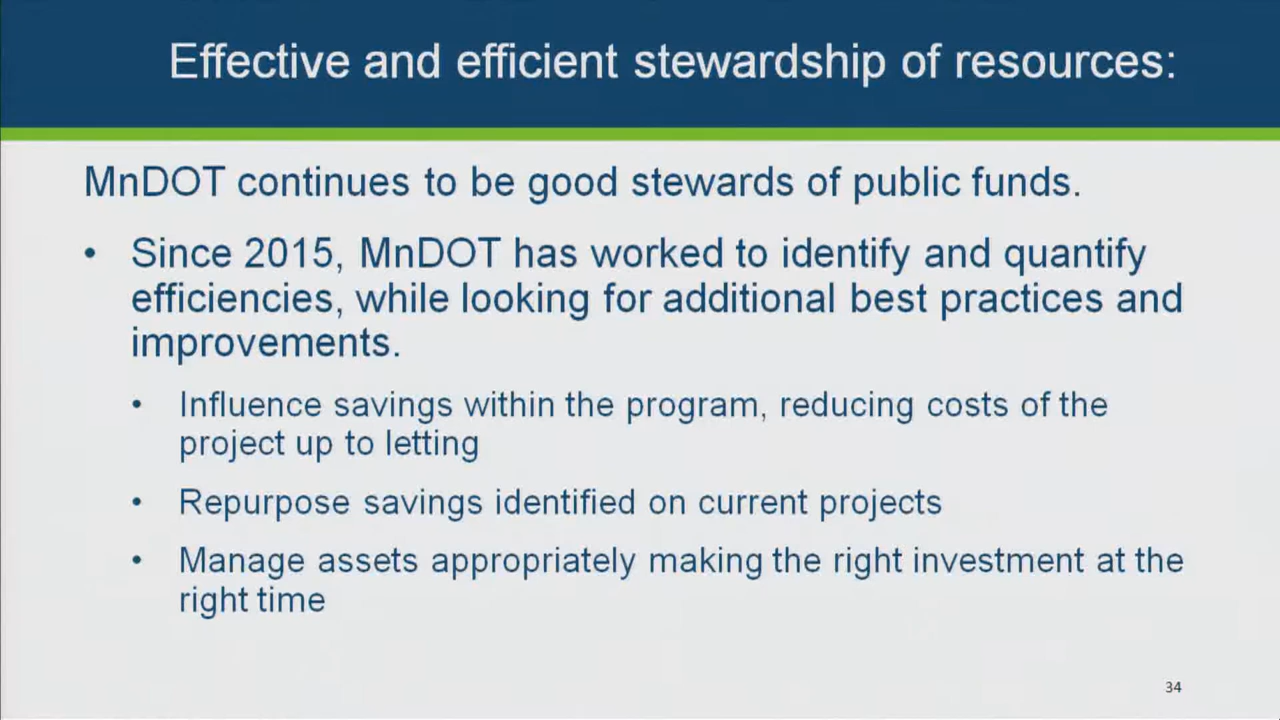 Effective and efficient stewardship of resources:
MnDOT continues to be good stewards of public funds.
• Since 2015, MnDOT has worked to identify and quantify
efficiencies, while looking for additional best practices and
improvements.
• Influence savings within the program, reducing costs of the
project up to letting
• Repurpose savings identified on current projects
• Manage assets appropriately making the right investment at the
right time
34